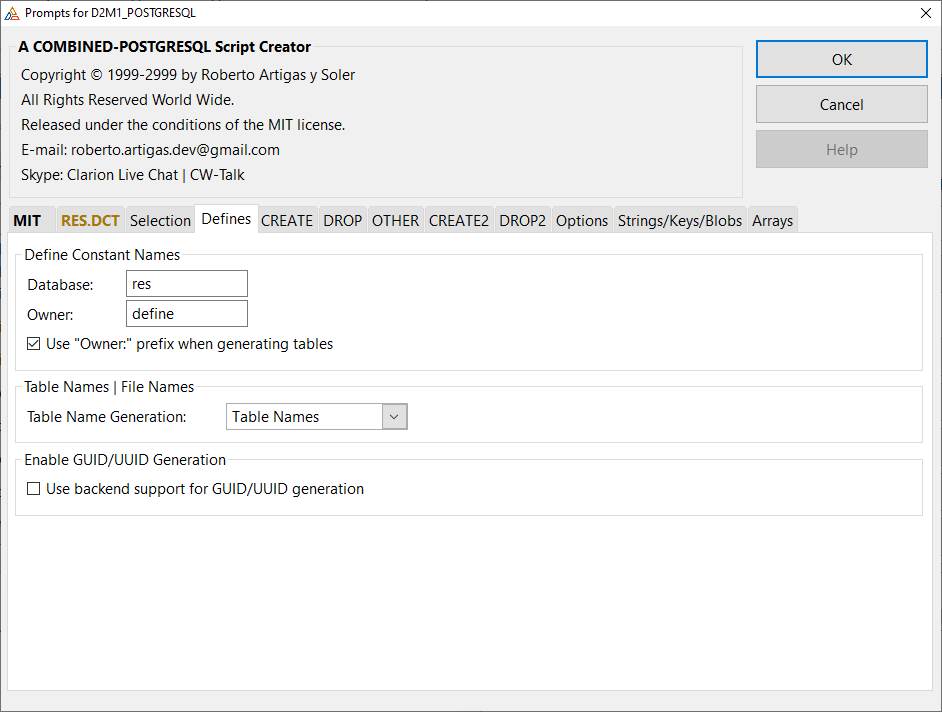 Prompts for D2M1_POSTGRESQL
A COMBINED-POSTGRESQL Script Creator
Copyright © 1999-2999 by Roberto Artigas y Soler
All Rights Reserved World Wide.
Released under the conditions of the MIT license.
E-mail: roberto.artigas.dev@gmail.com
Skype: Clarion Live Chat | CW-Talk
OK
Cancel
Help
MIT RES.DCT Selection Defines CREATE DROP OTHER CREATE2 DROP2 Options Strings/Keys/Blobs Arrays
Define Constant Names
Database: res
Owner: define
Use "Owner:" prefix when generating tables
Table Names | File Names
Table Name Generation: Table Names
Enable GUID/UUID Generation
Use backend support for GUID/UUID generation